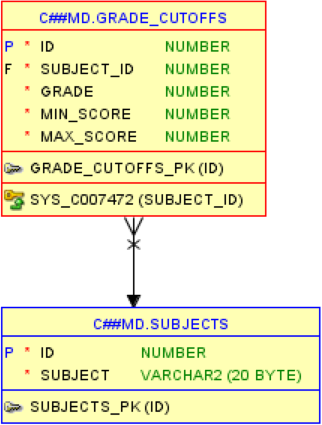 C##MD.GRADE_CUTOFFS
P * ID NUMBER
F * SUBJECT_ID NUMBER
* GRADE NUMBER
* MIN_SCORE NUMBER
* MAX_SCORE NUMBER
GRADE_CUTOFFS_PK (ID)
SYS_C007472 (SUBJECT_ID)
C##MD.SUBJECTS
P * ID NUMBER
* SUBJECT VARCHAR2 (20 BYTE)
SUBJECTS_PK (ID)